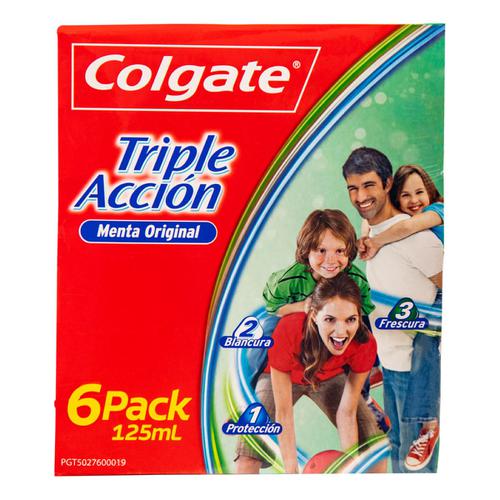 Colgate®
Triple
Acción
Menta Original
3
Frescura
2
Blancura
1
Protección
6Pack
125mL
PGT5027600019